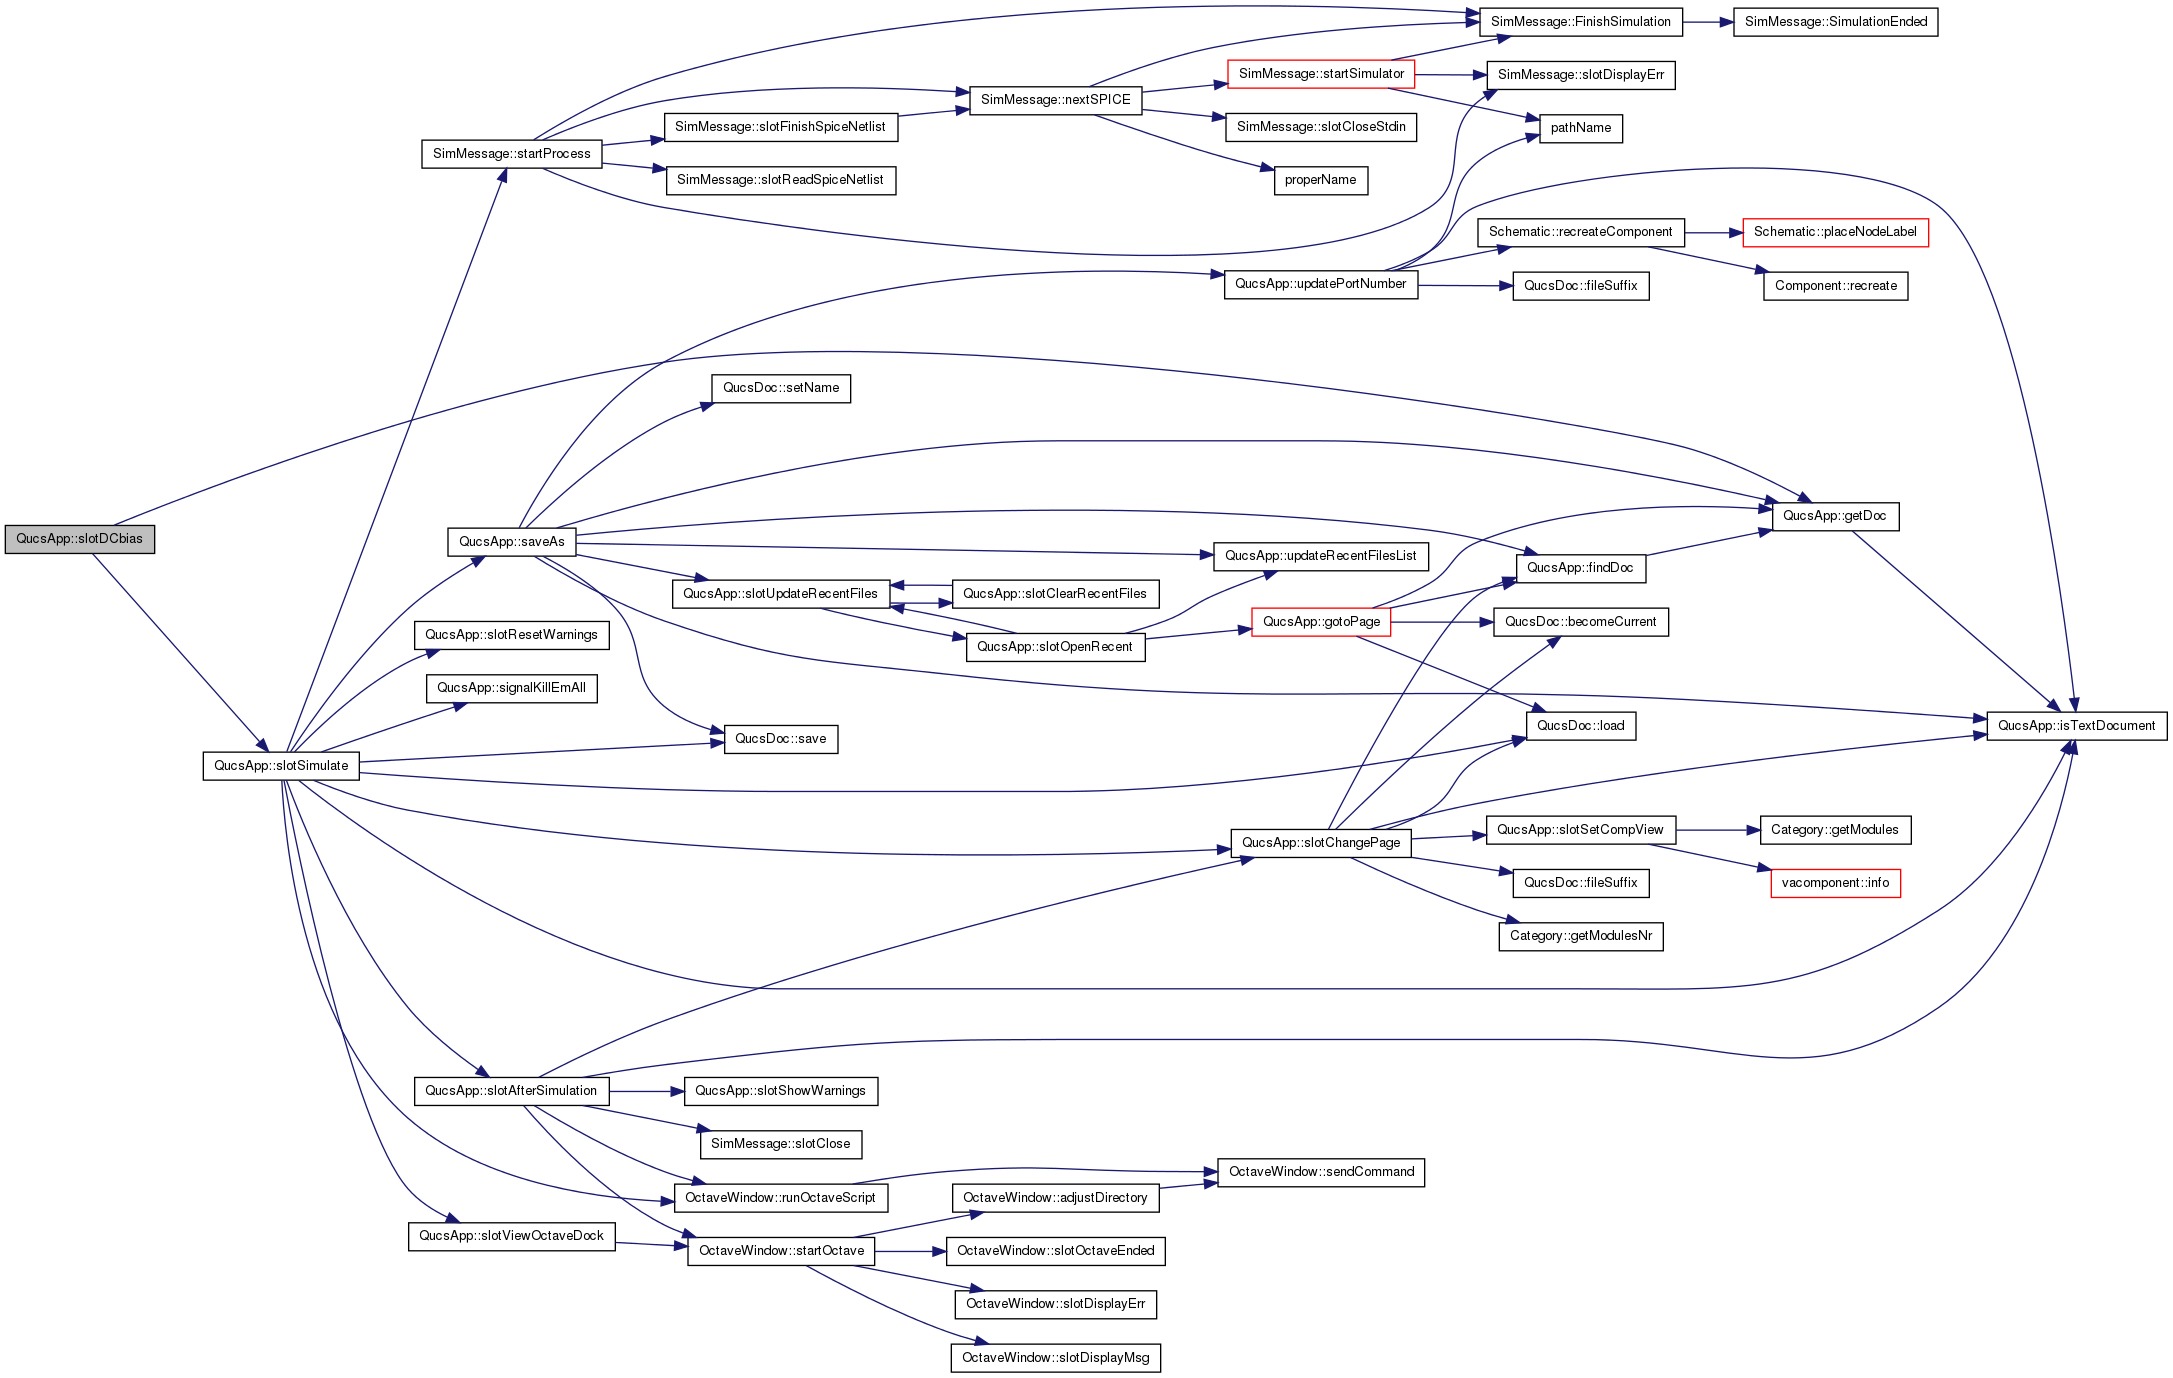 SimMessage::FinishSimulation
SimMessage::SimulationEnded
SimMessage::startSimulator
SimMessage::slotDisplayErr
SimMessage::nextSPICE
SimMessage::slotFinishSpiceNetlist
SimMessage::slotCloseStdin
pathName
SimMessage::startProcess
SimMessage::slotReadSpiceNetlist
properName
Schematic::recreateComponent
Schematic::placeNodeLabel
QucsApp::updatePortNumber
QucsDoc::fileSuffix
Component::recreate
QucsDoc::setName
QucsApp::getDoc
QucsApp::slotDCbias
QucsApp::saveAs
QucsApp::updateRecentFilesList
QucsApp::findDoc
QucsApp::slotUpdateRecentFiles
QucsApp::slotClearRecentFiles
QucsApp::gotoPage
QucsDoc::becomeCurrent
QucsApp::slotResetWarnings
QucsApp::slotOpenRecent
QucsApp::signalKillEmAll
QucsDoc::save
QucsDoc::load
QucsApp::isTextDocument
QucsApp::slotSimulate
QucsApp::slotChangePage
QucsApp::slotSetCompView
Category::getModules
QucsDoc::fileSuffix
vacomponent::info
Category::getModulesNr
QucsApp::slotAfterSimulation
QucsApp::slotShowWarnings
SimMessage::slotClose
OctaveWindow::sendCommand
OctaveWindow::runOctaveScript
OctaveWindow::adjustDirectory
QucsApp::slotViewOctaveDock
OctaveWindow::startOctave
OctaveWindow::slotOctaveEnded
OctaveWindow::slotDisplayErr
OctaveWindow::slotDisplayMsg